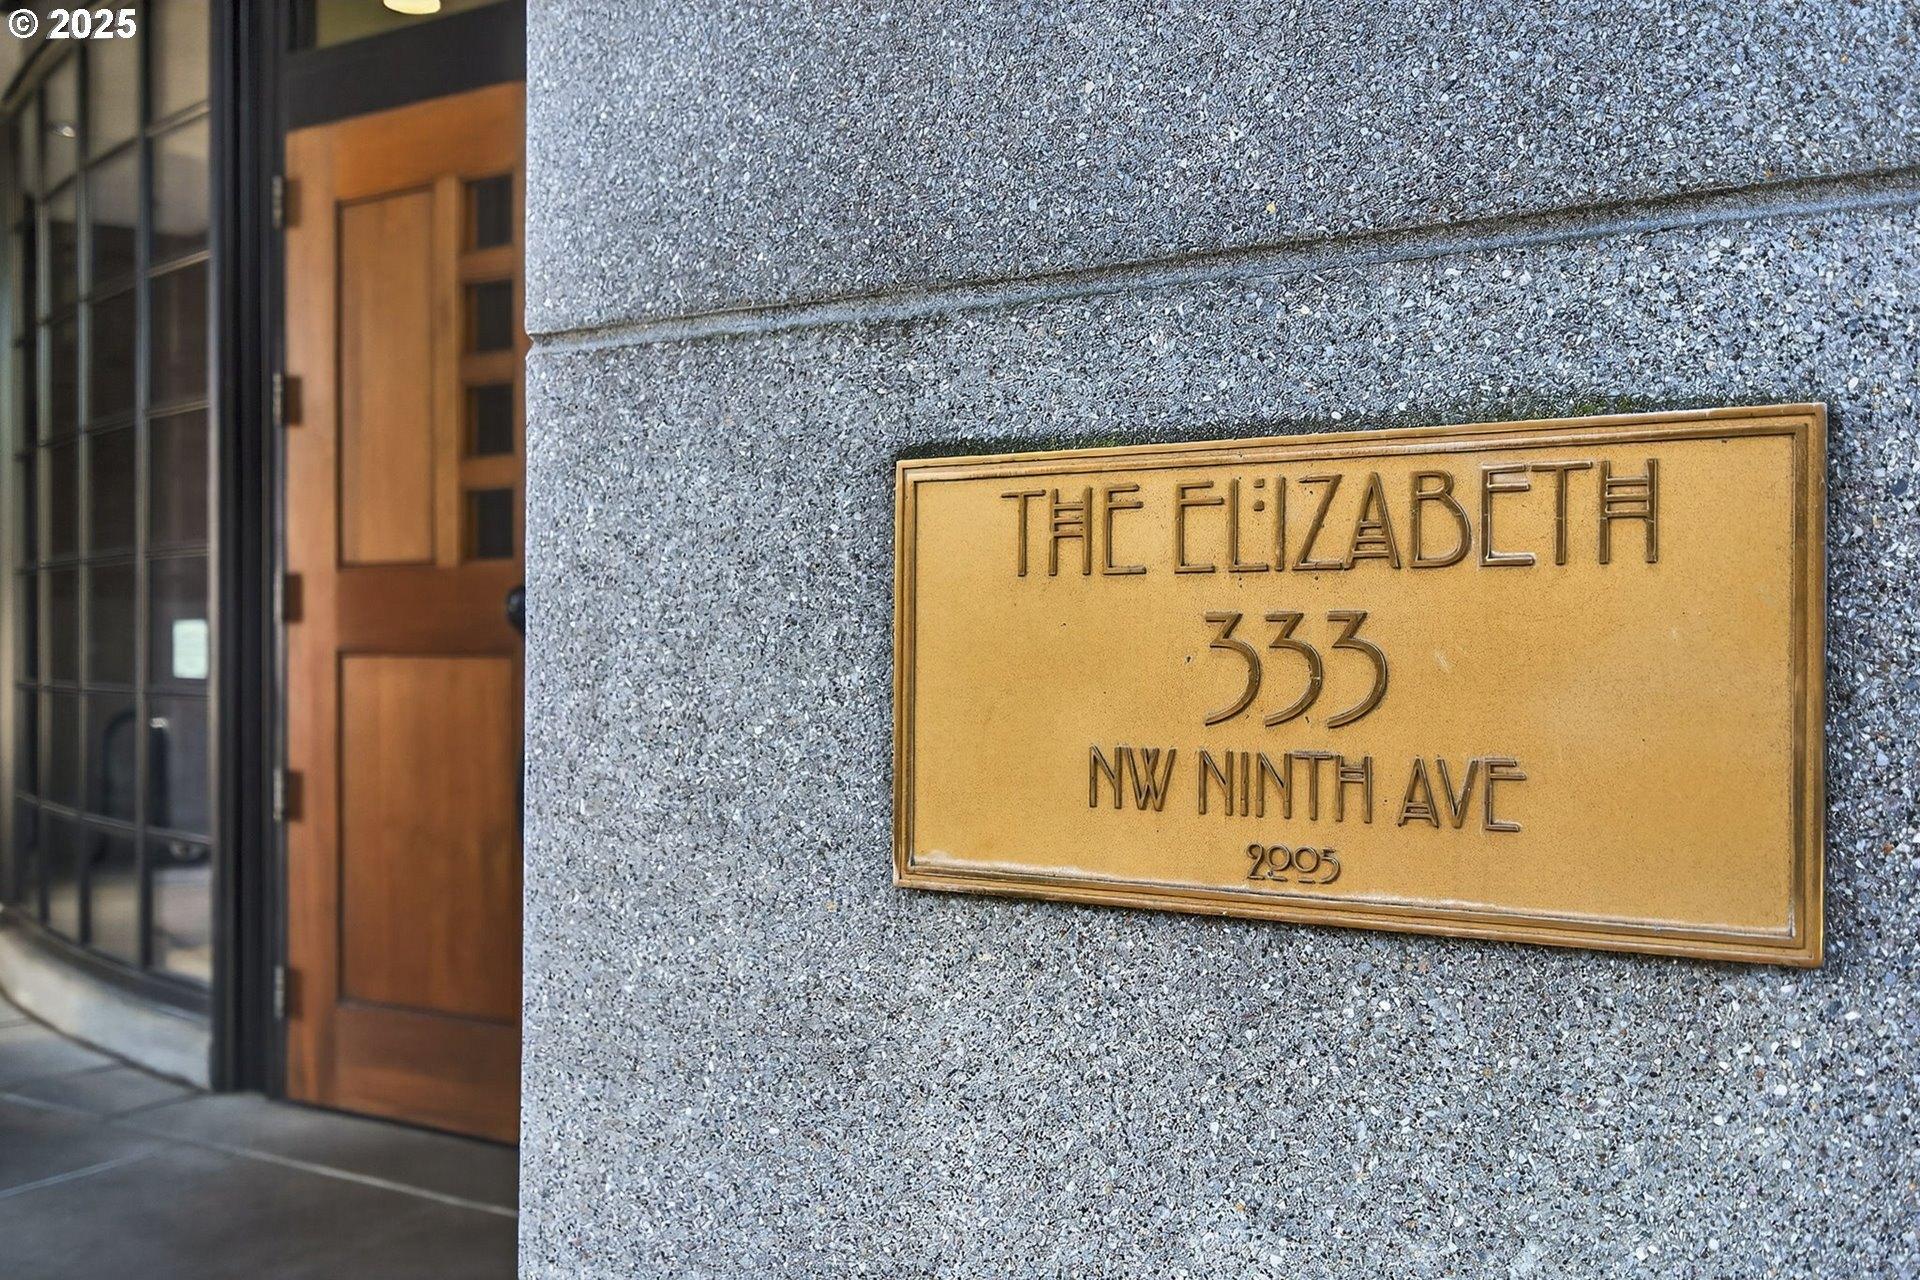 © 2025
THE ELIZABETH
333
NW NINTH AVE
2005